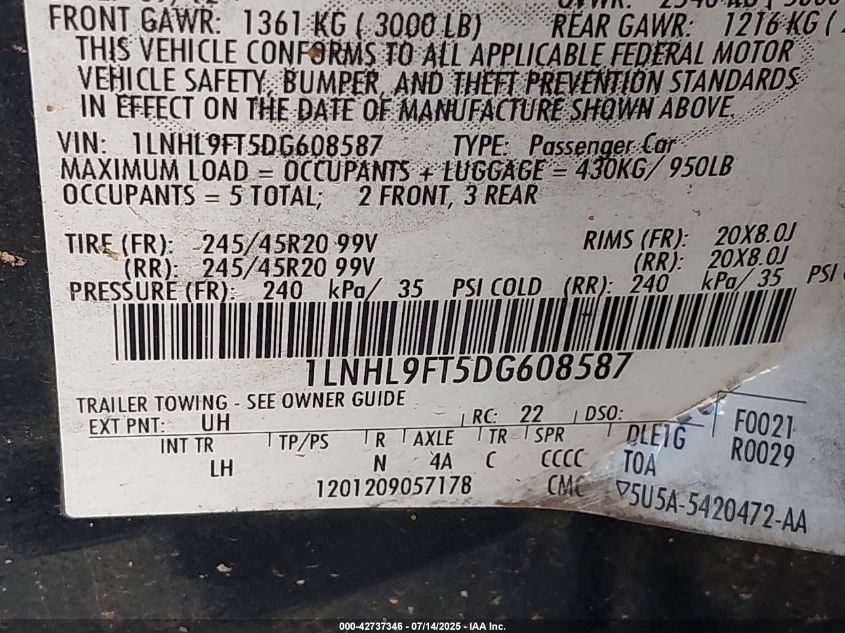 FRONT GAWR: 1361 KG ( 3000 LB) REAR GAWR: 1216 KG (
THIS VEHICLE CONFORMS TO ALL APPLICABLE FEDERAL MOTOR
VEHICLE SAFETY, BUMPER, AND THEFT PREVENTION STANDARDS
IN EFFECT ON THE DATE OF MANUFACTURE SHOWN ABOVE.
VIN: 1LNHL9FT5DG608587 TYPE: Passenger Car
MAXIMUM LOAD = OCCUPANTS + LUGGAGE = 430KG/ 950LB
OCCUPANTS = 5 TOTAL; 2 FRONT, 3 REAR
TIRE (FR): 245/45R20 99V RIMS (FR): 20X8.0J
(RR): 245/45R20 99V (RR): 20X8.0J
PRESSURE (FR): 240 kPa/ 35 PSI COLD (RR): 240 kPa/ 35 PSI
1LNHL9FT5DG608587
TRAILER TOWING - SEE OWNER GUIDE
EXT PNT: UH RC: 22 DSO: F0021
INT TR TP/PS R AXLE TR SPR DLE1G R0029
LH N 4A C CCCC T0A
1201209057178 CMC ▽5U5A-5420472-AA
000-42737346 - 07/14/2025 - IAA Inc.